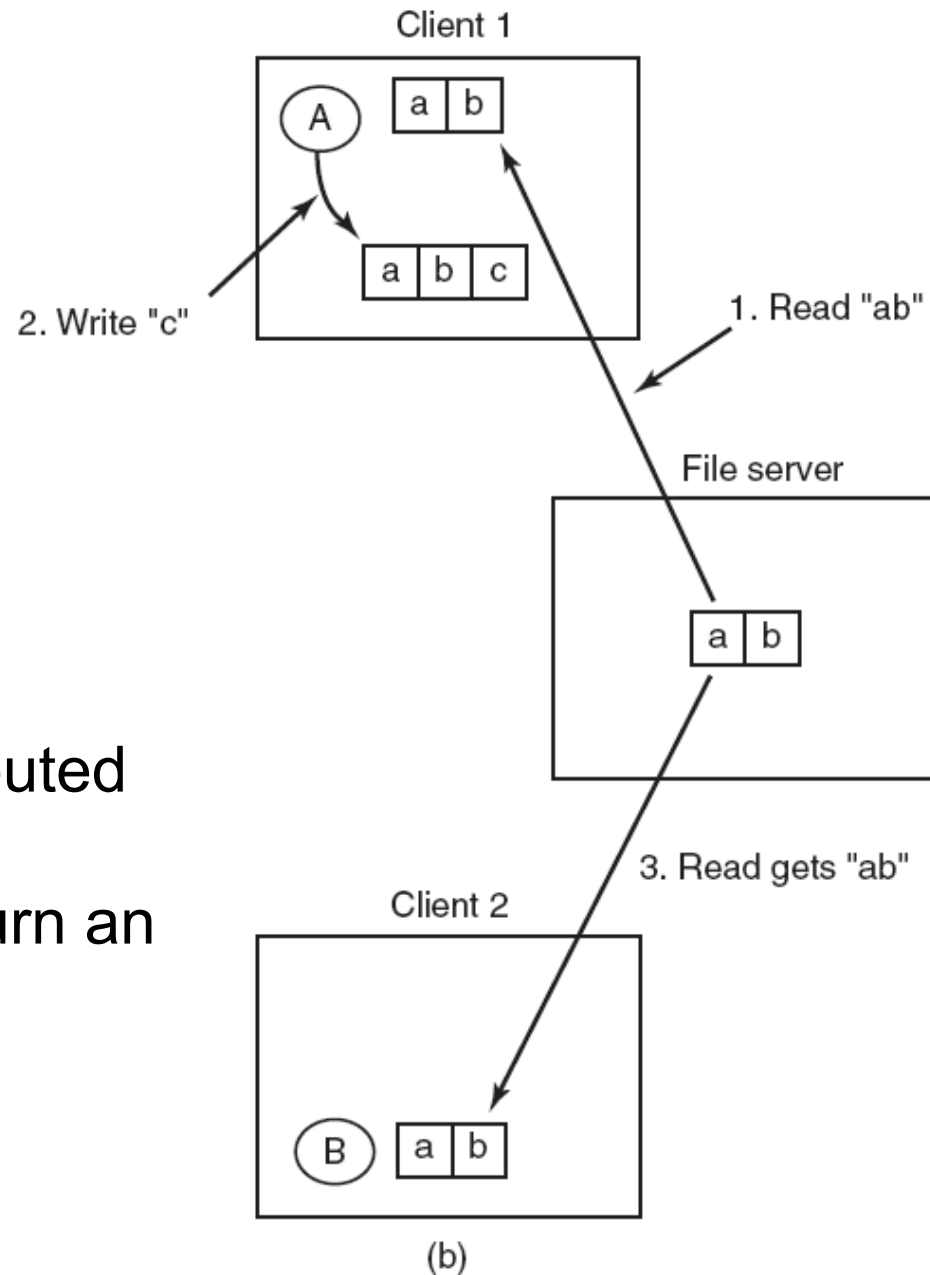 Client 1
A
a b
a b c
2. Write "c"
1. Read "ab"
File server
a b
3. Read gets "ab"
Client 2
B
a b
(b)
uted
urn an